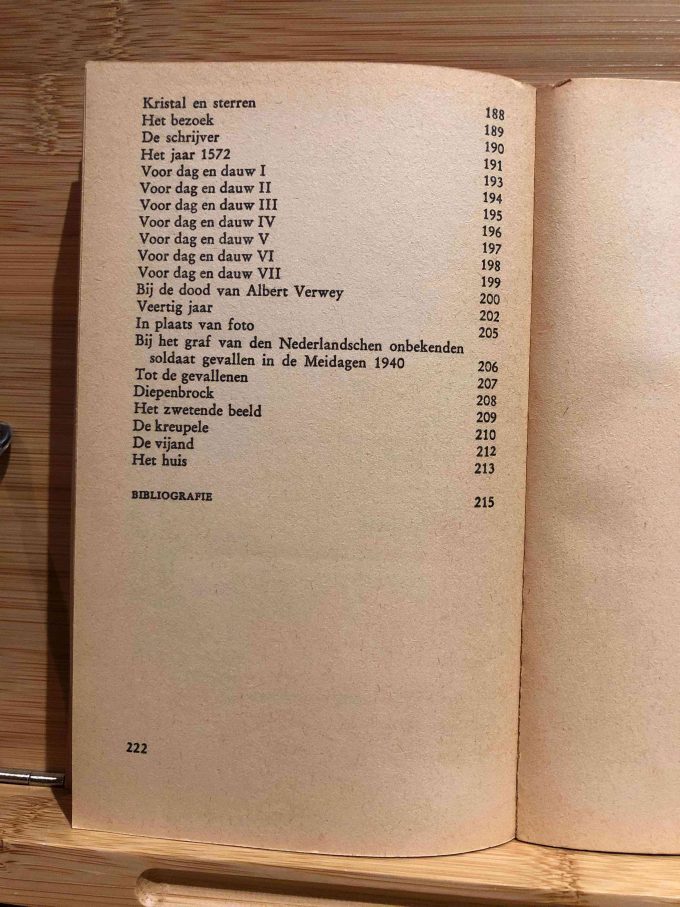 Kristal en sterren 188
Het bezoek 189
De schrijver 190
Het jaar 1572 191
Voor dag en dauw I 193
Voor dag en dauw II 194
Voor dag en dauw III 195
Voor dag en dauw IV 196
Voor dag en dauw V 197
Voor dag en dauw VI 198
Voor dag en dauw VII 199
Bij de dood van Albert Verwey 200
Veertig jaar 202
In plaats van foto 205
Bij het graf van den Nederlandschen onbekenden
soldaat gevallen in de Meidagen 1940 206
Tot de gevallenen 207
Diepenbrock 208
Het zwetende beeld 209
De kreupele 210
De vijand 212
Het huis 213
BIBLIOGRAFIE 215
222